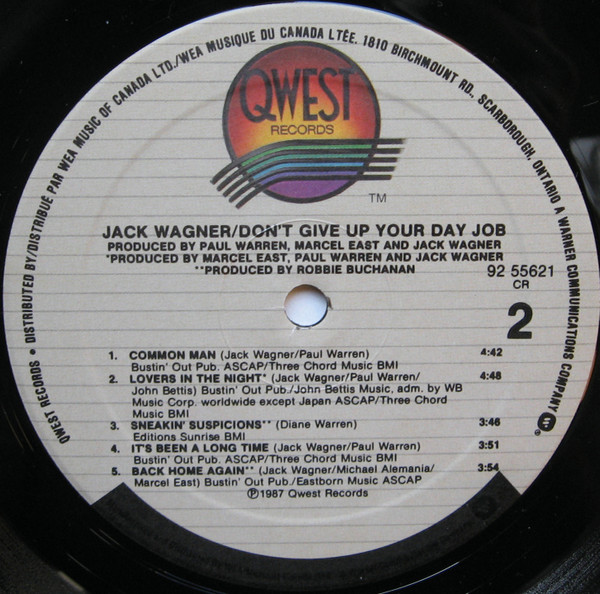 QWEST RECORDS • DISTRIBUTED BY/DISTRIBUÉ PAR WEA MUSIC OF CANADA LTD./WEA MUSIQUE DU CANADA LTÉE. 1810 BIRCHMOUNT RD., SCARBOROUGH, ONTARIO A WARNER COMMUNICATIONS COMPANY
QWEST
RECORDS
TM
JACK WAGNER/DON'T GIVE UP YOUR DAY JOB
PRODUCED BY PAUL WARREN, MARCEL EAST AND JACK WAGNER
*PRODUCED BY MARCEL EAST, PAUL WARREN AND JACK WAGNER
**PRODUCED BY ROBBIE BUCHANAN
92 55621
CR
2
1. COMMON MAN (Jack Wagner/Paul Warren) 4:42
Bustin' Out Pub. ASCAP/Three Chord Music BMI
2. LOVERS IN THE NIGHT* (Jack Wagner/Paul Warren/ 4:48
John Bettis) Bustin' Out Pub./John Bettis Music, adm. by WB
Music Corp. worldwide except Japan ASCAP/Three Chord
Music BMI
3. SNEAKIN' SUSPICIONS** (Diane Warren) 3:46
Editions Sunrise BMI
4. IT'S BEEN A LONG TIME (Jack Wagner/Paul Warren) 3:51
Bustin' Out Pub. ASCAP/Three Chord Music BMI
5. BACK HOME AGAIN** (Jack Wagner/Michael Alemania/ 3:54
Marcel East) Bustin' Out Pub./Eastborn Music ASCAP
℗1987 Qwest Records